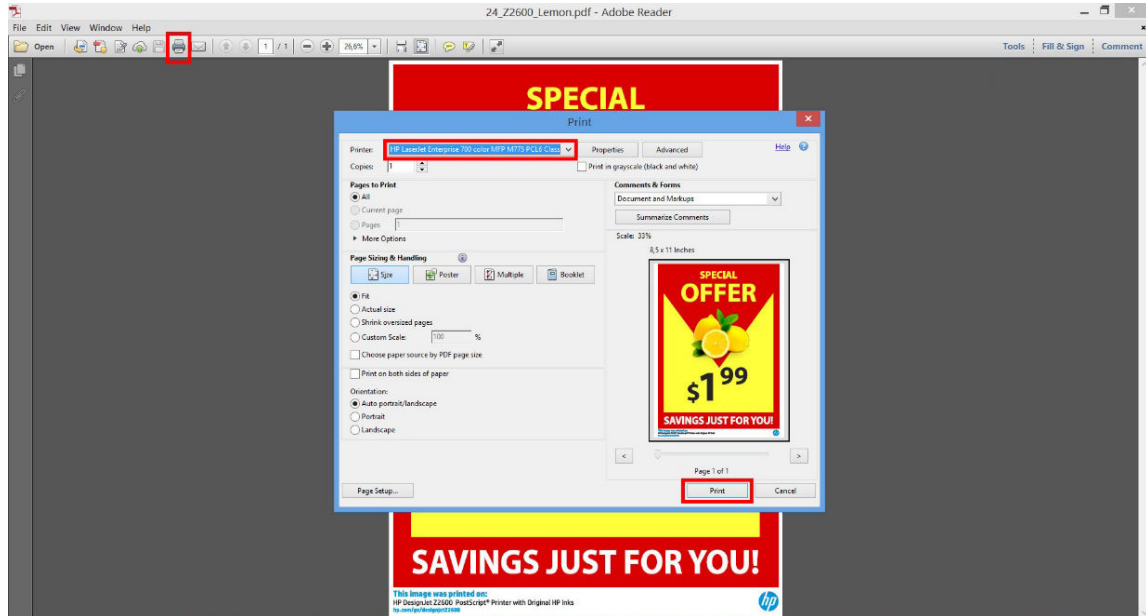 24_Z2600_Lemon.pdf - Adobe Reader
File Edit View Window Help
Open 1 / 1 26,6% Tools Fill & Sign Comment
SPECIAL
Print
Printer: HP LaserJet Enterprise 700 color MFP M775 PCL6 Class Properties Advanced Help
Copies: 1 Print in grayscale (black and white)
Pages to Print
All
Current page
Pages 1
More Options
Page Sizing & Handling
Size Poster Multiple Booklet
Fit
Actual size
Shrink oversized pages
Custom Scale: 100 %
Choose paper source by PDF page size
Print on both sides of paper
Orientation:
Auto portrait/landscape
Portrait
Landscape
Comments & Forms
Document and Markups
Summarize Comments
Scale: 33%
8,5 x 11 Inches
SPECIAL
OFFER
$1 99
SAVINGS JUST FOR YOU!
< >
Page 1 of 1
Page Setup... Print Cancel
SAVINGS JUST FOR YOU!
This image was printed on:
HP DesignJet Z2600 PostScript® Printer with Original HP Inks
hp.com/go/designjetZ2600
hp